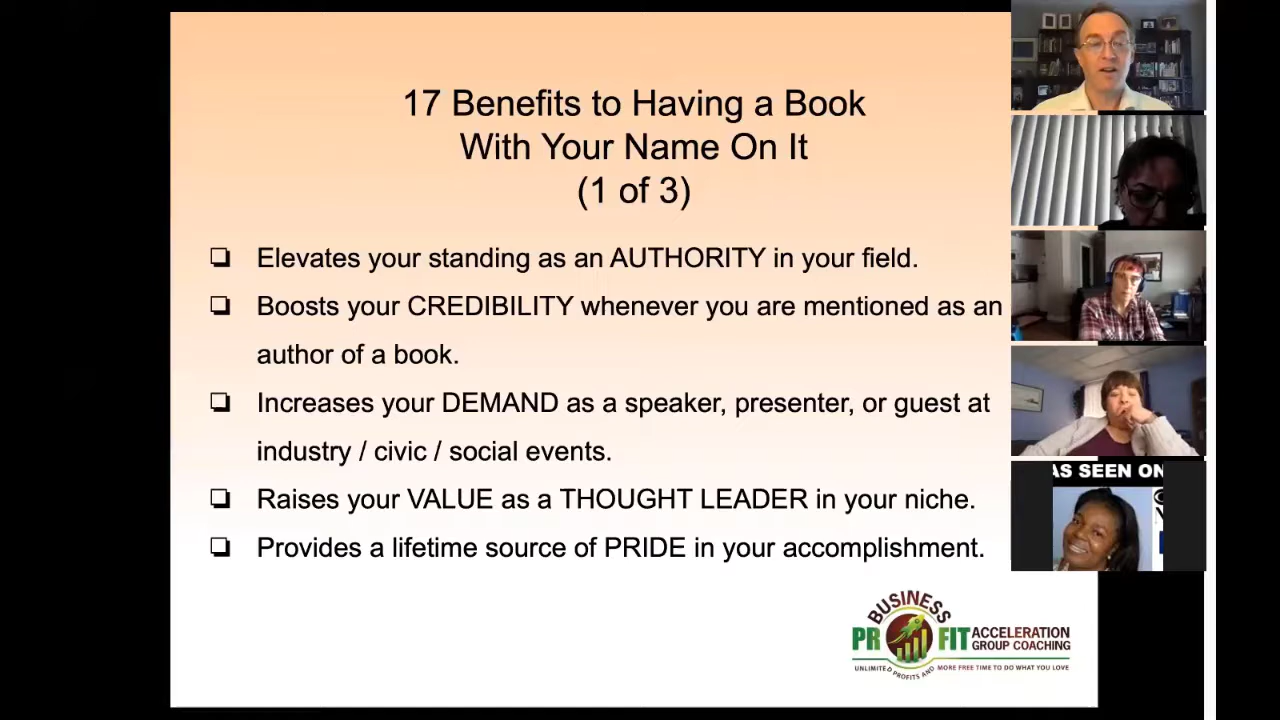 17 Benefits to Having a Book
With Your Name On It
(1 of 3)
❏ Elevates your standing as an AUTHORITY in your field.
❏ Boosts your CREDIBILITY whenever you are mentioned as an
author of a book.
❏ Increases your DEMAND as a speaker, presenter, or guest at
industry / civic / social events.
❏ Raises your VALUE as a THOUGHT LEADER in your niche.
❏ Provides a lifetime source of PRIDE in your accomplishment.
AS SEEN ON
BUSINESS
PROFIT ACCELERATION
GROUP COACHING
UNLIMITED PROFITS AND MORE FREE TIME TO DO WHAT YOU LOVE